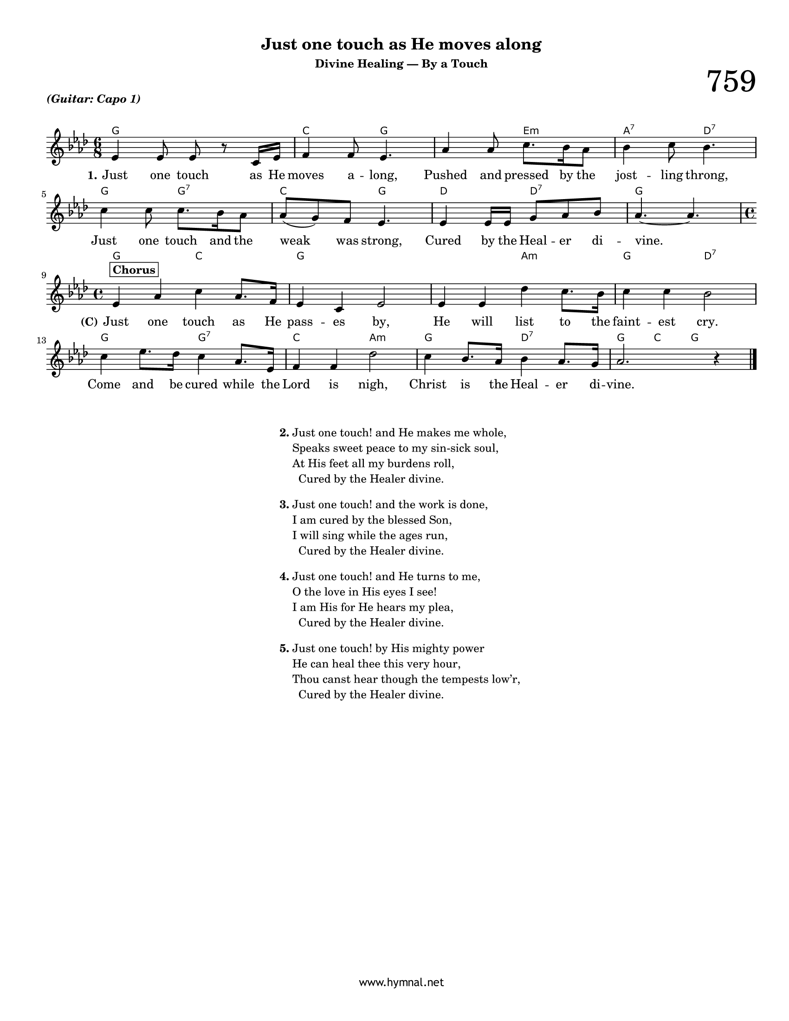 Just one touch as He moves along
Divine Healing — By a Touch
759
(Guitar: Capo 1)
G C G Em A7 D7
1. Just one touch as He moves a - long, Pushed and pressed by the jost - ling throng,
5
G G7 C G D D7 G
Just one touch and the weak was strong, Cured by the Heal - er di - vine.
G C G Am G D7
9
Chorus
(C) Just one touch as He pass - es by, He will list to the faint - est cry.
13
G G7 C Am G D7 G C G
Come and be cured while the Lord is nigh, Christ is the Heal - er di - vine.
2. Just one touch! and He makes me whole,
Speaks sweet peace to my sin-sick soul,
At His feet all my burdens roll,
Cured by the Healer divine.
3. Just one touch! and the work is done,
I am cured by the blessed Son,
I will sing while the ages run,
Cured by the Healer divine.
4. Just one touch! and He turns to me,
O the love in His eyes I see!
I am His for He hears my plea,
Cured by the Healer divine.
5. Just one touch! by His mighty power
He can heal thee this very hour,
Thou canst hear though the tempests low'r,
Cured by the Healer divine.
www.hymnal.net